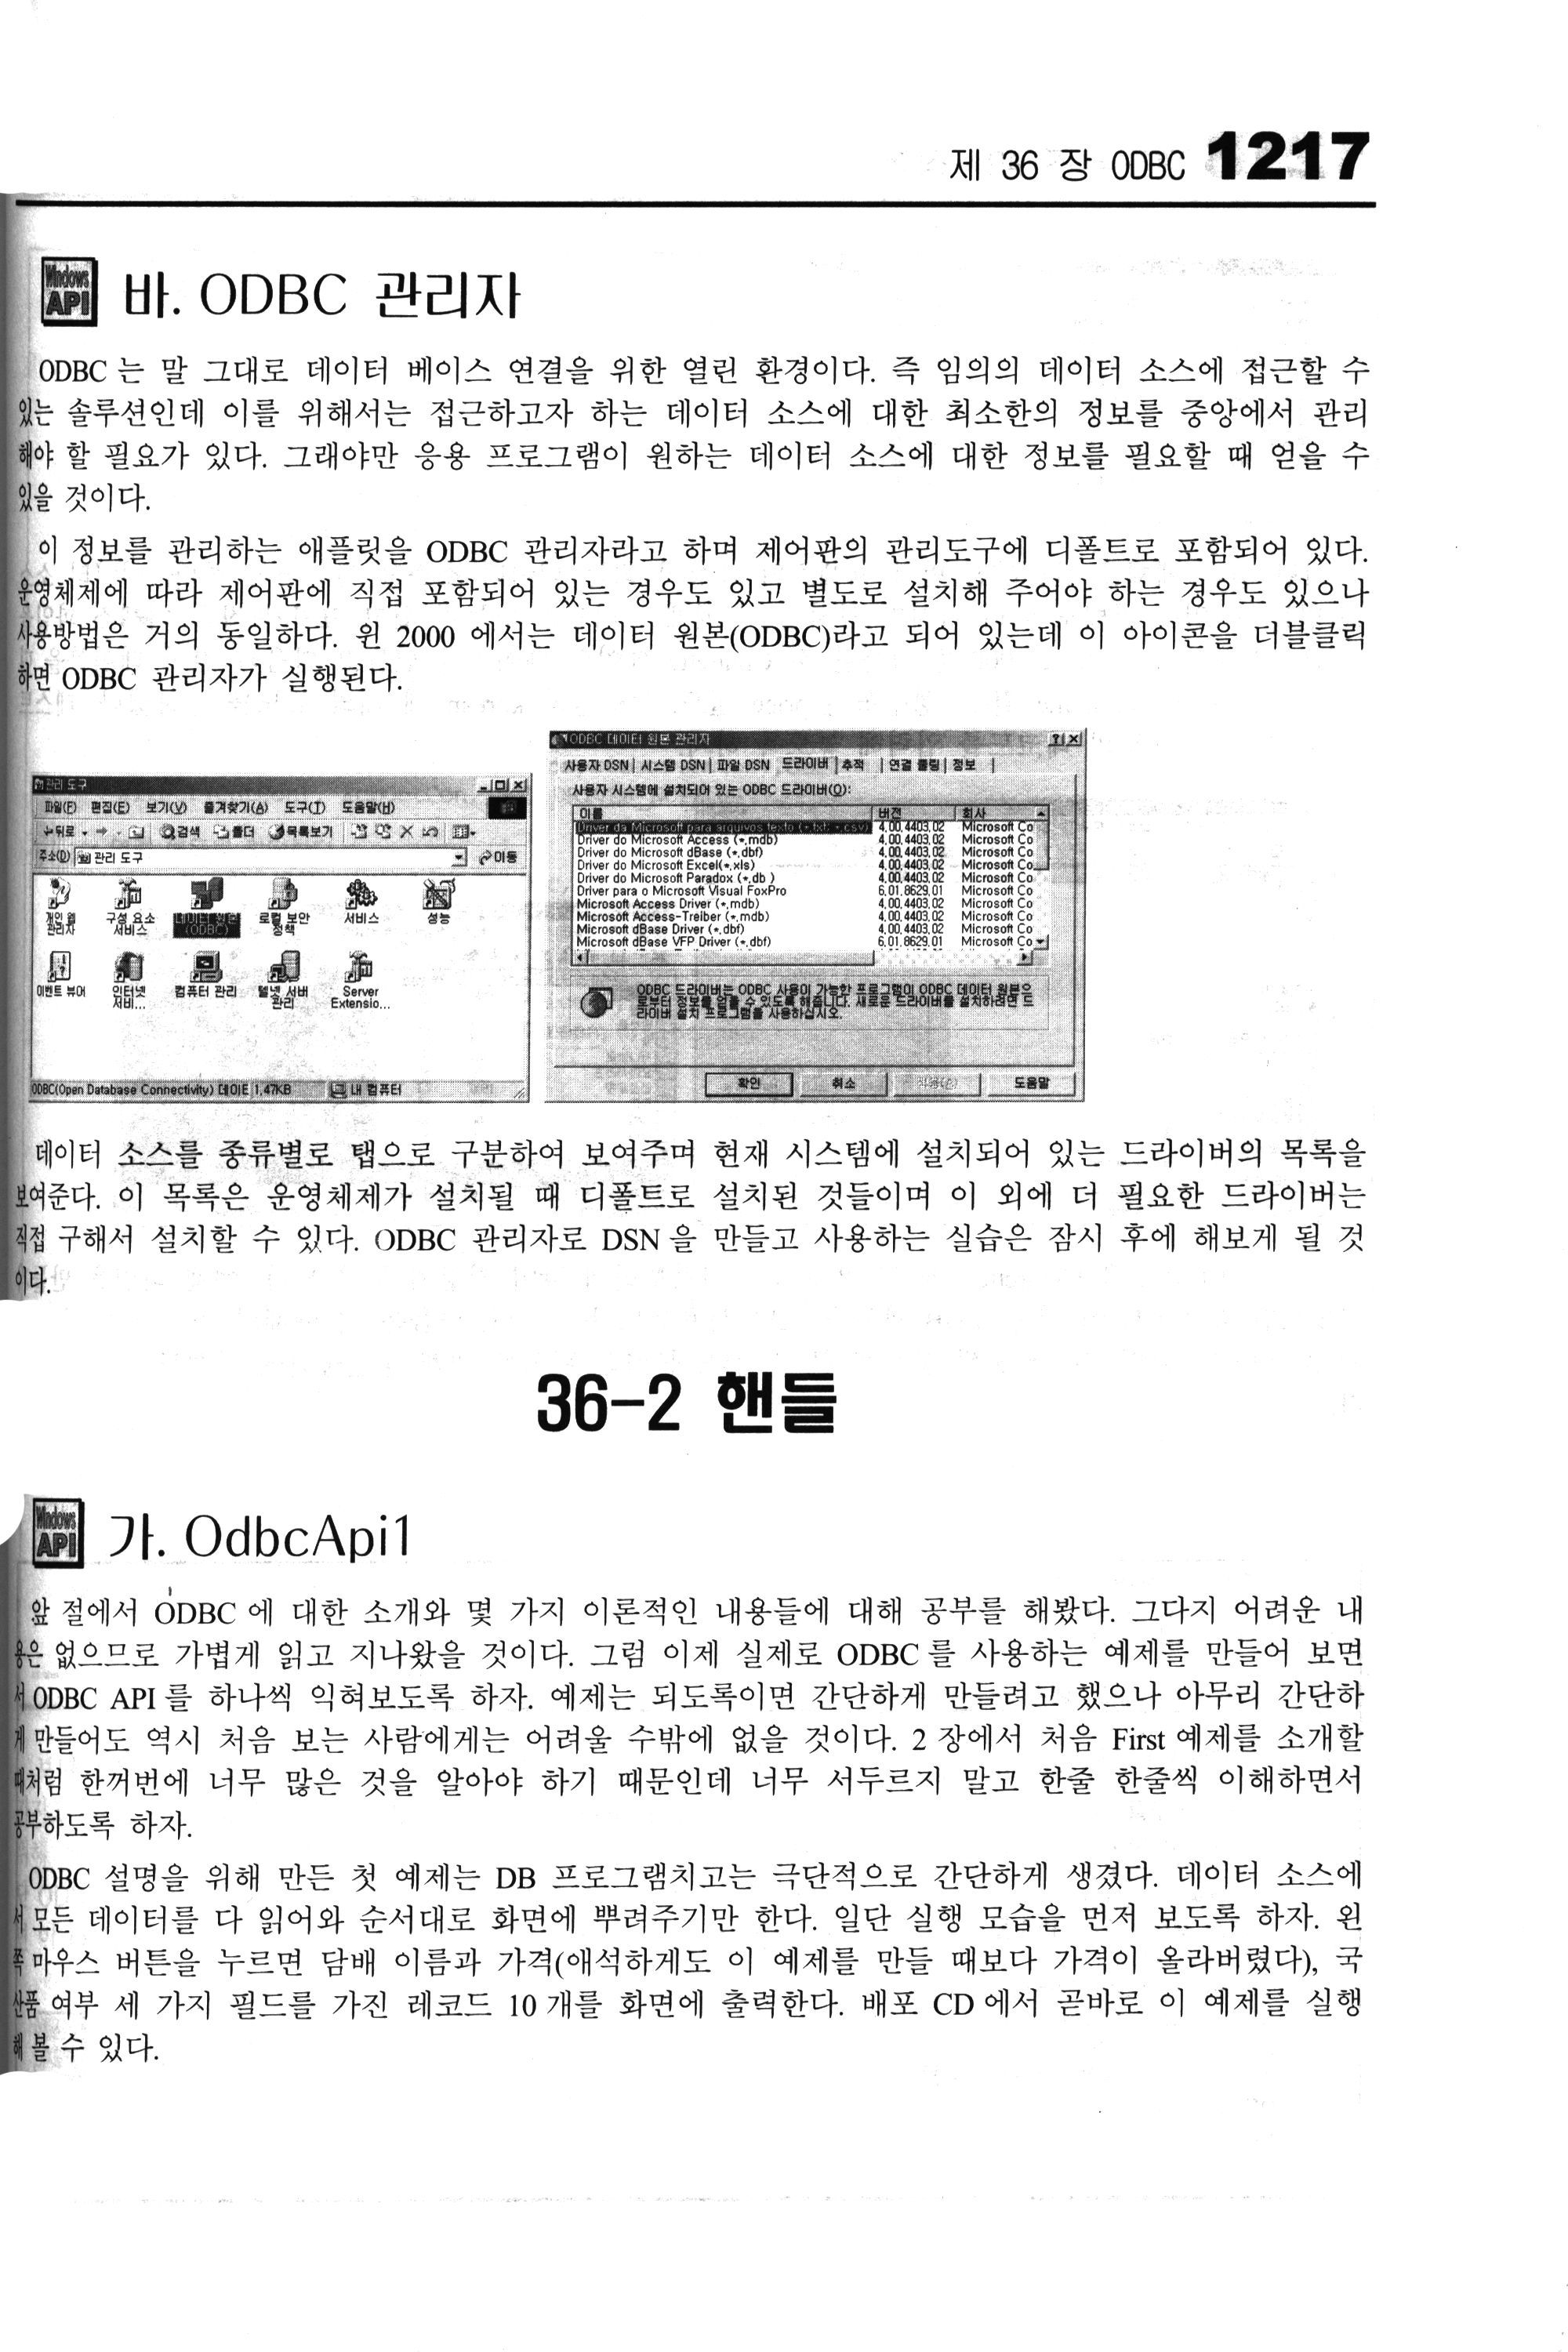 제 36 장 ODBC 1217
Windows
API
바. ODBC 관리자
ODBC 는 말 그대로 데이터 베이스 연결을 위한 열린 환경이다. 즉 임의의 데이터 소스에 접근할 수
있는 솔루션인데 이를 위해서는 접근하고자 하는 데이터 소스에 대한 최소한의 정보를 중앙에서 관리
해야 할 필요가 있다. 그래야만 응용 프로그램이 원하는 데이터 소스에 대한 정보를 필요할 때 얻을 수
있을 것이다.
이 정보를 관리하는 애플릿을 ODBC 관리자라고 하며 제어판의 관리도구에 디폴트로 포함되어 있다.
운영체제에 따라 제어판에 직접 포함되어 있는 경우도 있고 별도로 설치해 주어야 하는 경우도 있으나
사용방법은 거의 동일하다. 윈 2000 에서는 데이터 원본(ODBC)라고 되어 있는데 이 아이콘을 더블클릭
하면 ODBC 관리자가 실행된다.
관리 도구
파일(F) 편집(E) 보기(V) 즐겨찾기(A) 도구(T) 도움말(H)
뒤로 검색 폴더 목록보기
주소(D) 관리 도구 이동
개인 웹 관리자 구성 요소 서비스 데이터 원본 (ODBC) 로컬 보안 정책 서비스 성능
이벤트 뷰어 인터넷 서비... 컴퓨터 관리 텔넷 서버 관리 Server Extensio...
ODBC(Open Database Connectivity) 데이터 1.47KB 내 컴퓨터
ODBC 데이터 원본 관리자
사용자 DSN 시스템 DSN 파일 DSN 드라이버 추적 연결 풀링 정보
사용자 시스템에 설치되어 있는 ODBC 드라이버(O):
이름 버전 회사
Driver da Microsoft para arquivos texto (*.txt; *.csv) 4.00.4403.02 Microsoft Co
Driver do Microsoft Access (*.mdb) 4.00.4403.02 Microsoft Co
Driver do Microsoft dBase (*.dbf) 4.00.4403.02 Microsoft Co
Driver do Microsoft Excel(*.xls) 4.00.4403.02 Microsoft Co
Driver do Microsoft Paradox (*.db ) 4.00.4403.02 Microsoft Co
Driver para o Microsoft Visual FoxPro 6.01.8629.01 Microsoft Co
Microsoft Access Driver (*.mdb) 4.00.4403.02 Microsoft Co
Microsoft Access-Treiber (*.mdb) 4.00.4403.02 Microsoft Co
Microsoft dBase Driver (*.dbf) 4.00.4403.02 Microsoft Co
Microsoft dBase VFP Driver (*.dbf) 6.01.8629.01 Microsoft Co
ODBC 드라이버는 ODBC 사용이 가능한 프로그램이 ODBC 데이터 원본으
로부터 정보를 얻을 수 있도록 해줍니다. 새로운 드라이버를 설치하려면 드
라이버 설치 프로그램을 사용하십시오.
확인 취소 적용(A) 도움말
데이터 소스를 종류별로 탭으로 구분하여 보여주며 현재 시스템에 설치되어 있는 드라이버의 목록을
보여준다. 이 목록은 운영체제가 설치될 때 디폴트로 설치된 것들이며 이 외에 더 필요한 드라이버는
직접 구해서 설치할 수 있다. ODBC 관리자로 DSN 을 만들고 사용하는 실습은 잠시 후에 해보게 될 것
이다.
36-2 핸들
Windows
API
가. OdbcApi1
앞 절에서 ODBC 에 대한 소개와 몇 가지 이론적인 내용들에 대해 공부를 해봤다. 그다지 어려운 내
용은 없으므로 가볍게 읽고 지나왔을 것이다. 그럼 이제 실제로 ODBC 를 사용하는 예제를 만들어 보면
서 ODBC API 를 하나씩 익혀보도록 하자. 예제는 되도록이면 간단하게 만들려고 했으나 아무리 간단하
게 만들어도 역시 처음 보는 사람에게는 어려울 수밖에 없을 것이다. 2 장에서 처음 First 예제를 소개할
때처럼 한꺼번에 너무 많은 것을 알아야 하기 때문인데 너무 서두르지 말고 한줄 한줄씩 이해하면서
공부하도록 하자.
ODBC 설명을 위해 만든 첫 예제는 DB 프로그램치고는 극단적으로 간단하게 생겼다. 데이터 소스에
서 모든 데이터를 다 읽어와 순서대로 화면에 뿌려주기만 한다. 일단 실행 모습을 먼저 보도록 하자. 왼
쪽 마우스 버튼을 누르면 담배 이름과 가격(애석하게도 이 예제를 만들 때보다 가격이 올라버렸다), 국
산품 여부 세 가지 필드를 가진 레코드 10 개를 화면에 출력한다. 배포 CD 에서 곧바로 이 예제를 실행
해 볼 수 있다.